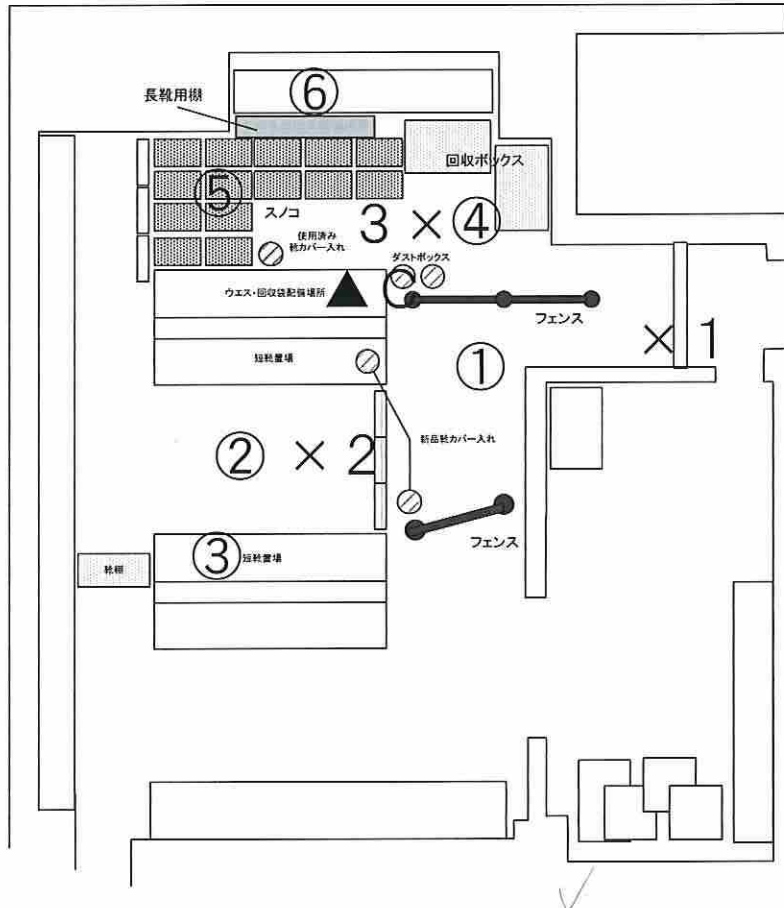 ⑥
長靴用棚
回収ボックス
⑤
スノコ
3 × ④
使用済み
靴カバー入れ
ダストボックス
ウエス・回収袋配備場所
フェンス
× 1
短靴置場
①
② × 2
新品靴カバー入れ
フェンス
③
短靴置場
靴棚